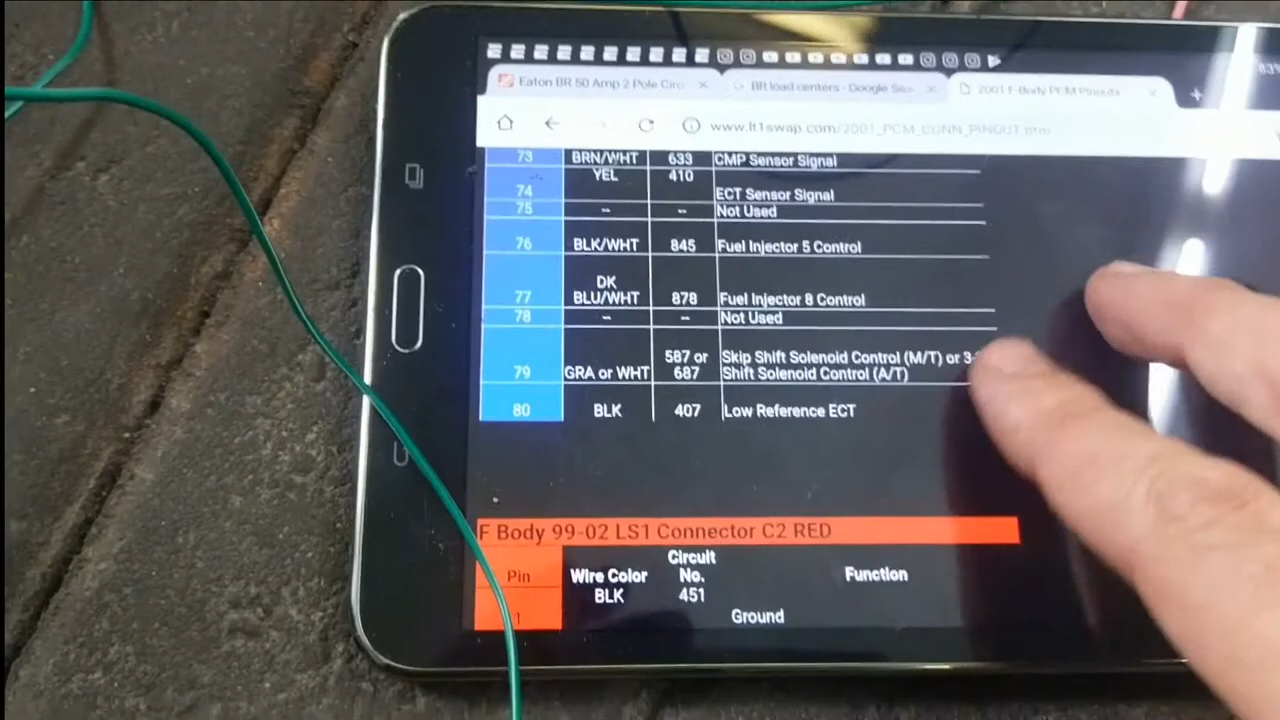 83%
Eaton BR 50 Amp 2 Pole Circ
BR load centers - Google Sea
2001 F-Body PCM Pinouts
www.lt1swap.com/2001_PCM_CONN_PINOUT.htm
73 BRN/WHT 633 CMP Sensor Signal
74 YEL 410 ECT Sensor Signal
75 -- -- Not Used
76 BLK/WHT 845 Fuel Injector 5 Control
77 DK BLU/WHT 878 Fuel Injector 8 Control
78 -- -- Not Used
79 GRA or WHT 587 or 687 Skip Shift Solenoid Control (M/T) or 3-
Shift Solenoid Control (A/T)
80 BLK 407 Low Reference ECT
F Body 99-02 LS1 Connector C2 RED
Pin Wire Color Circuit No. Function
1 BLK 451 Ground